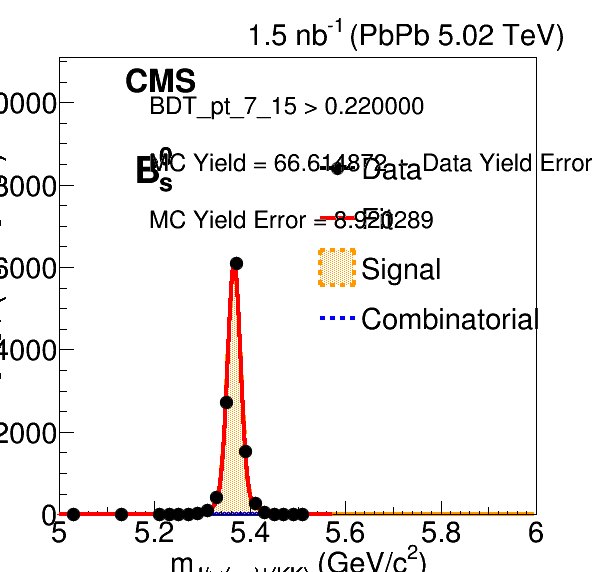 1.5 nb-1 (PbPb 5.02 TeV)
CMS
BDT_pt_7_15 > 0.220000
B0s
MC Yield = 66.614872 Data Yield Error
Data
MC Yield Error = 8.920289
Fit
Signal
Combinatorial
0000
8000
6000
4000
2000
0
5 5.2 5.4 5.6 5.8 6
m (GeV/c2)